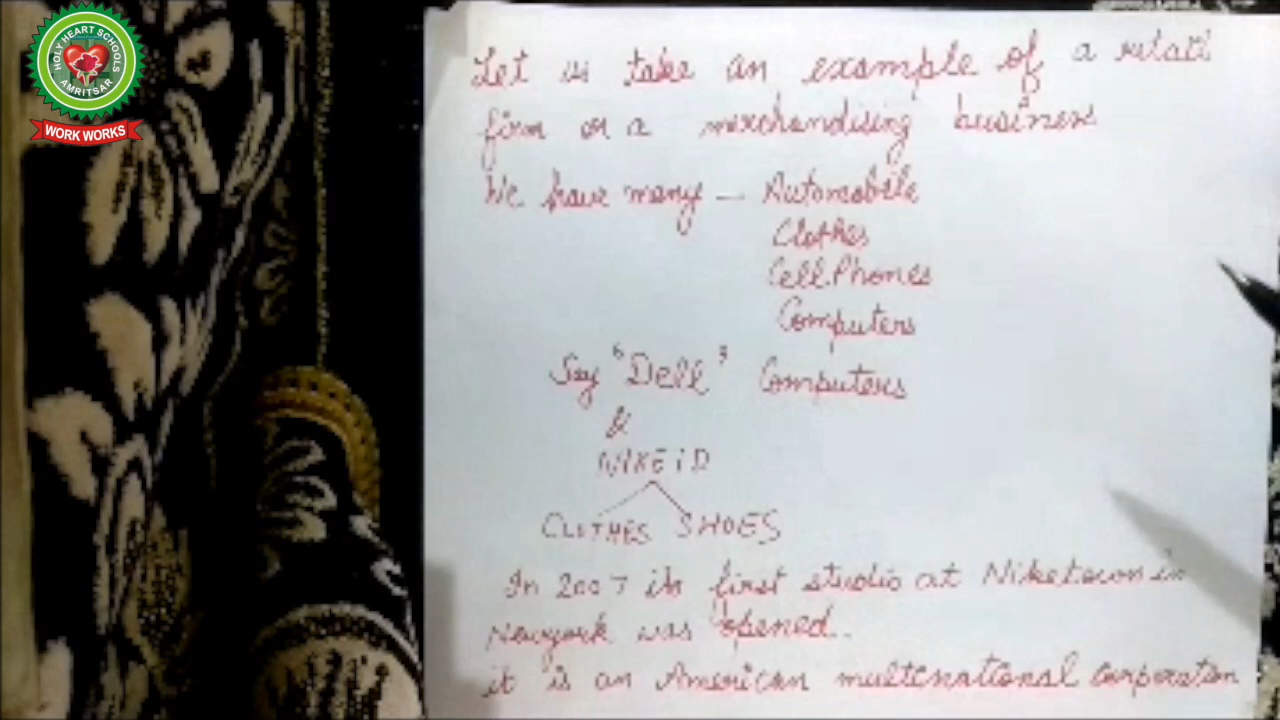 HOLY HEART SCHOOLS
AMRITSAR
WORK WORKS
Let us take an example of a retail
firm or a merchandising business
We have many — Automobile
Clothes
Cell.Phones
Computers
Say "Dell" Computers
&
NIKEiD
CLOTHES SHOES
In 2007 its first studio at Niketown in
Newyork was opened.
it is an American multinational corporation